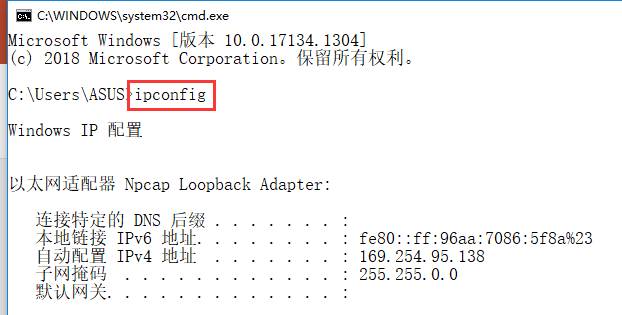 C:\WINDOWS\system32\cmd.exe
Microsoft Windows [版本 10.0.17134.1304]
(c) 2018 Microsoft Corporation。保留所有权利。
C:\Users\ASUS>ipconfig
Windows IP 配置
以太网适配器 Npcap Loopback Adapter:
连接特定的 DNS 后缀 . . . . . . . :
本地链接 IPv6 地址. . . . . . . . : fe80::ff:96aa:7086:5f8a%23
自动配置 IPv4 地址 . . . . . . . : 169.254.95.138
子网掩码 . . . . . . . . . . . . : 255.255.0.0
默认网关. . . . . . . . . . . . . :